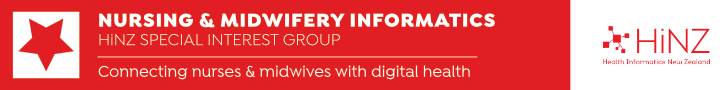 NURSING & MIDWIFERY INFORMATICS
HiNZ SPECIAL INTEREST GROUP
Connecting nurses & midwives with digital health
HiNZ
Health Informatics New Zealand